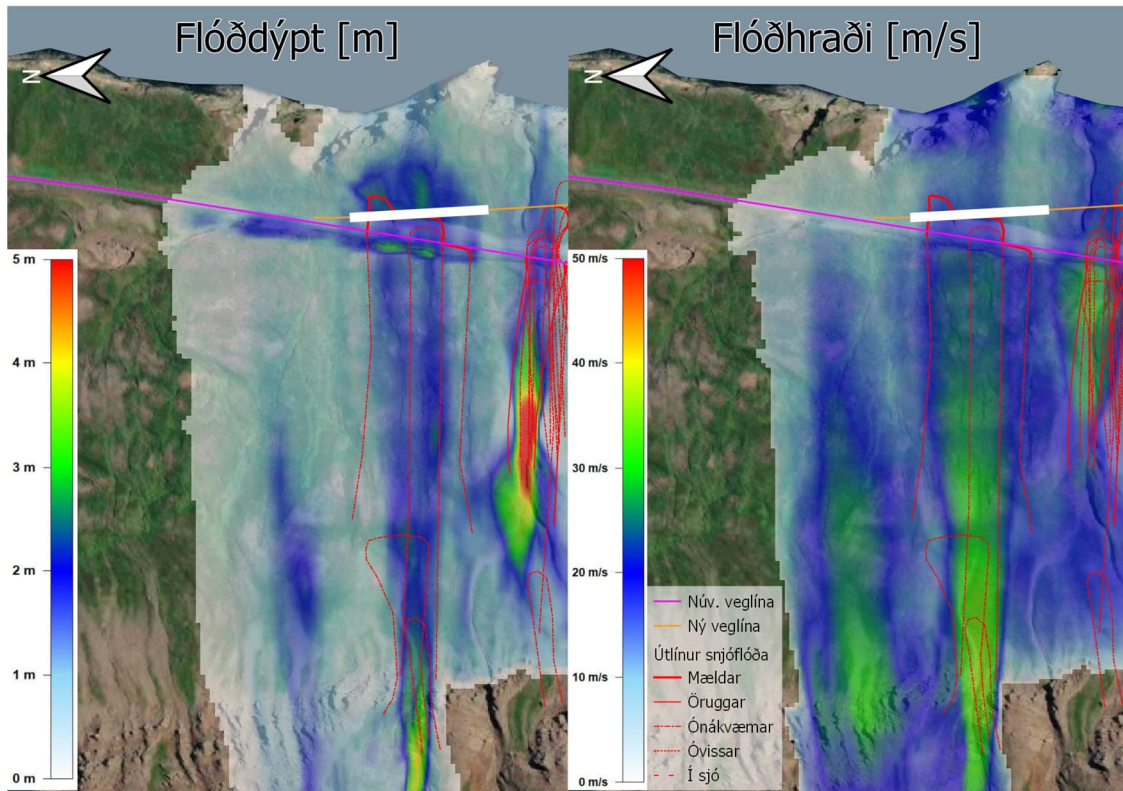 Flóðdýpt [m]
N
5 m
4 m
3 m
2 m
1 m
0 m
Flóðhraði [m/s]
N
50 m/s
40 m/s
30 m/s
20 m/s
10 m/s
0 m/s
Núv. veglína
Ný veglína
Útlínur snjóflóða
Mældar
Öruggar
Ónákvæmar
Óvissar
Í sjó